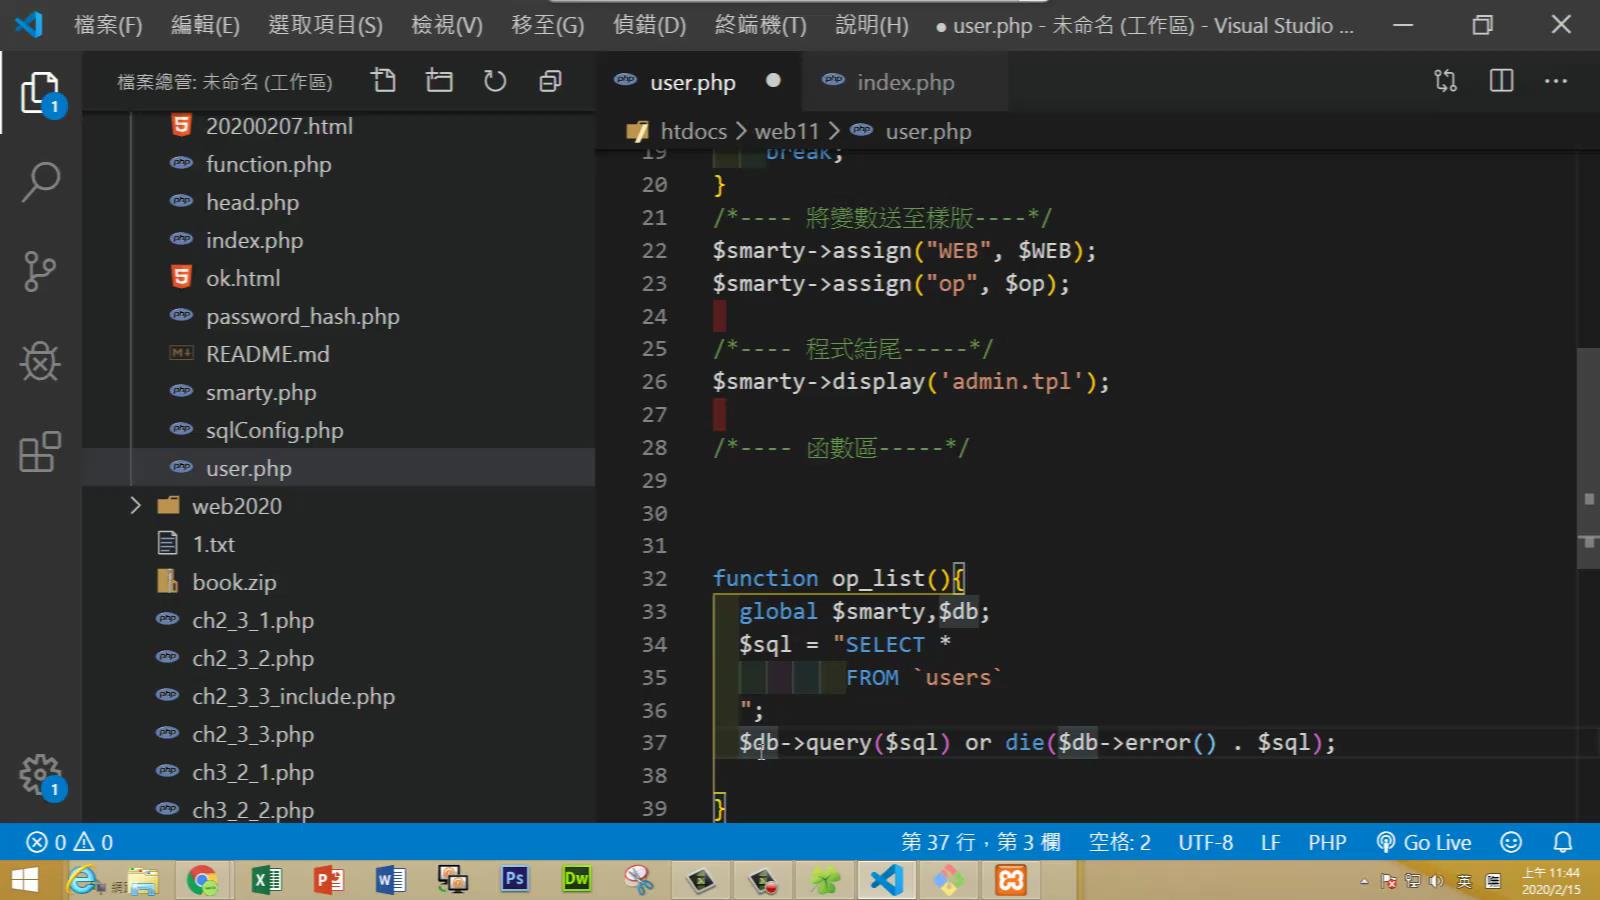 檔案(F) 編輯(E) 選取項目(S) 檢視(V) 移至(G) 偵錯(D) 終端機(T) 說明(H) ● user.php - 未命名 (工作區) - Visual Studio ...
檔案總管: 未命名 (工作區)
user.php
index.php
htdocs > web11 > user.php
20200207.html
function.php
head.php
index.php
ok.html
password_hash.php
README.md
smarty.php
sqlConfig.php
user.php
web2020
1.txt
book.zip
ch2_3_1.php
ch2_3_2.php
ch2_3_3_include.php
ch2_3_3.php
ch3_2_1.php
ch3_2_2.php
1
1
19 break;
20 }
21 /*---- 將變數送至樣版----*/
22 $smarty->assign("WEB", $WEB);
23 $smarty->assign("op", $op);
24
25 /*---- 程式結尾-----*/
26 $smarty->display('admin.tpl');
27
28 /*---- 函數區-----*/
29
30
31
32 function op_list(){
33 global $smarty,$db;
34 $sql = "SELECT *
35 FROM `users`
36 ";
37 $db->query($sql) or die($db->error() . $sql);
38
39 }
0 0 第 37 行，第 3 欄 空格: 2 UTF-8 LF PHP Go Live
Ps Dw
英
上午 11:44
2020/2/15